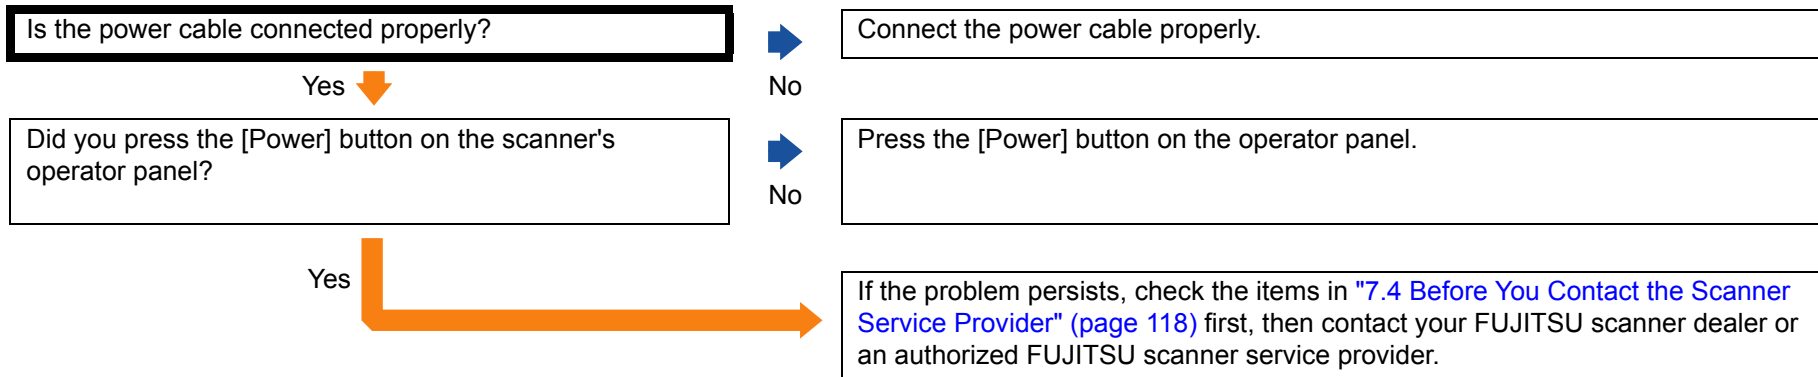 Is the power cable connected properly?
Connect the power cable properly.
Yes
No
Did you press the [Power] button on the scanner's
operator panel?
Press the [Power] button on the operator panel.
No
Yes
If the problem persists, check the items in "7.4 Before You Contact the Scanner
Service Provider" (page 118) first, then contact your FUJITSU scanner dealer or
an authorized FUJITSU scanner service provider.